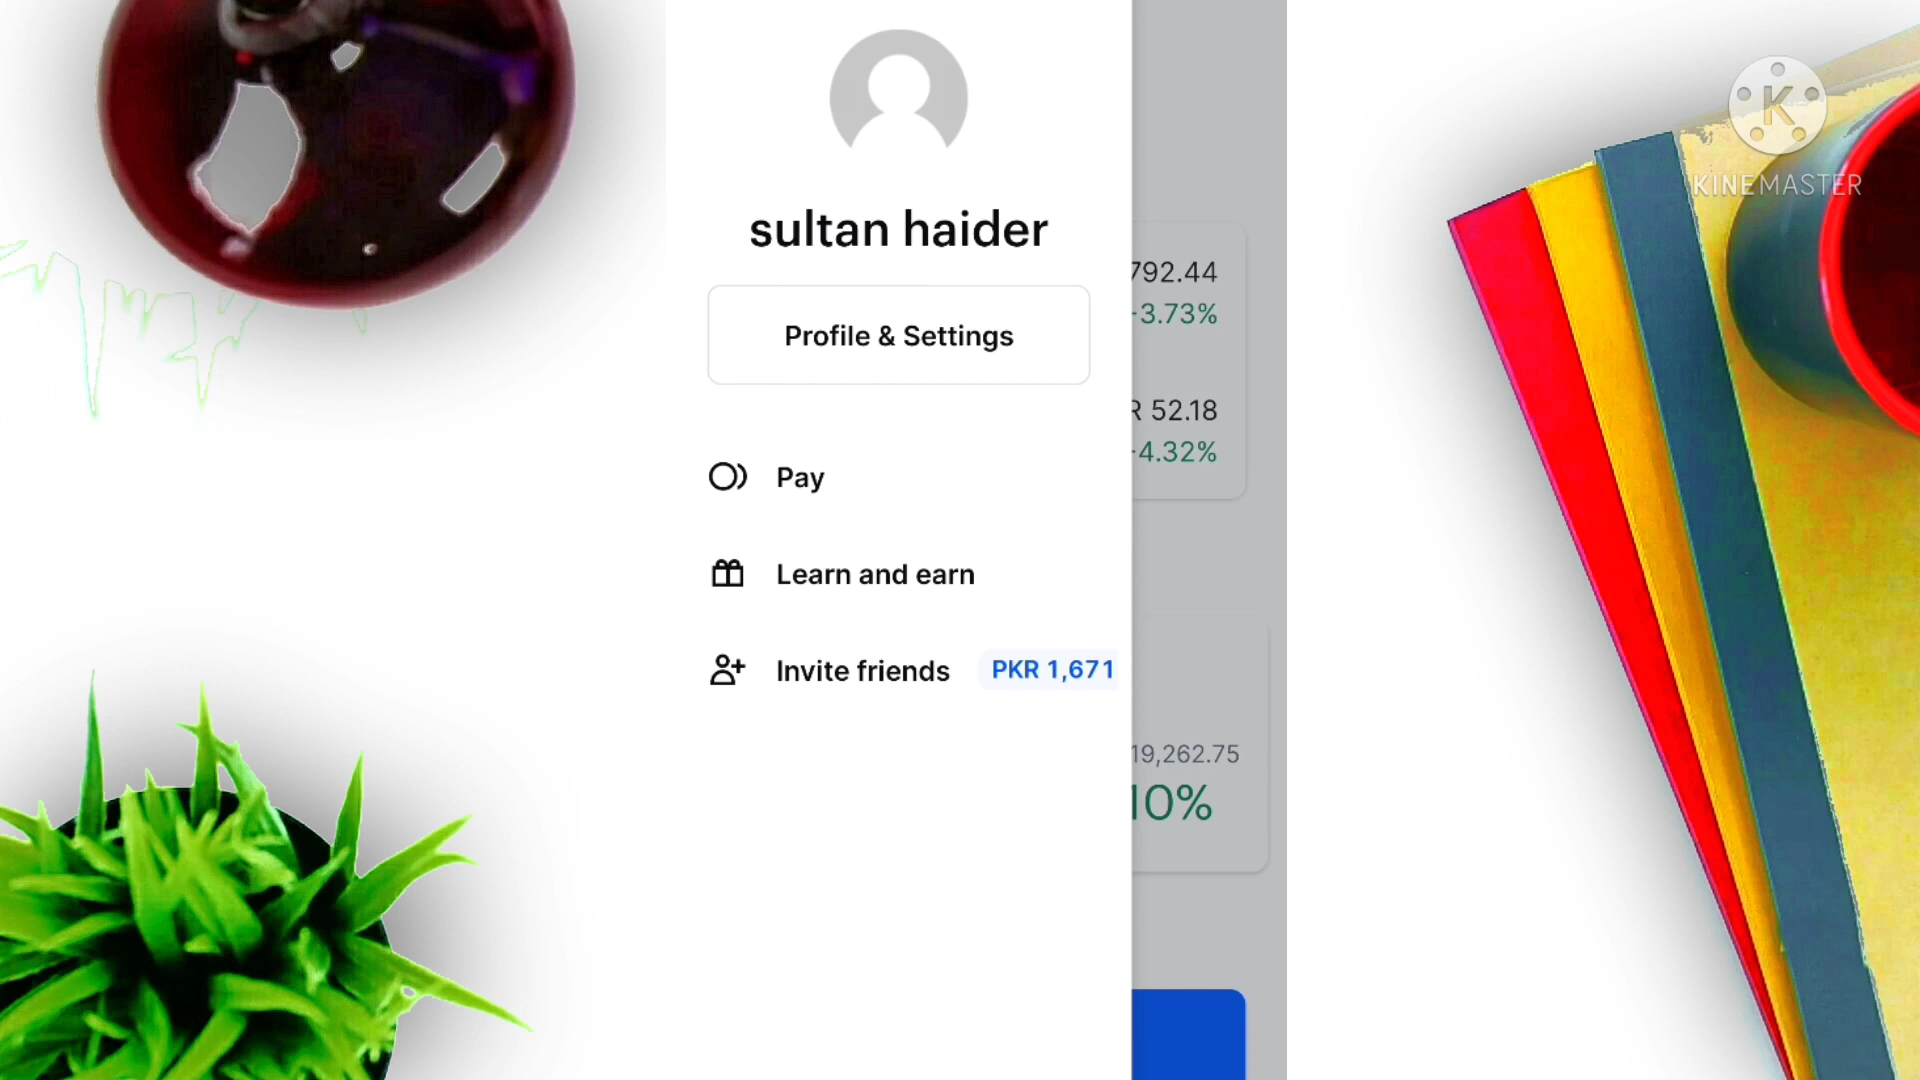 sultan haider
Profile & Settings
Pay
Learn and earn
Invite friends PKR 1,671
792.44
3.73%
52.18
4.32%
19,262.75
10%
K
KINEMASTER